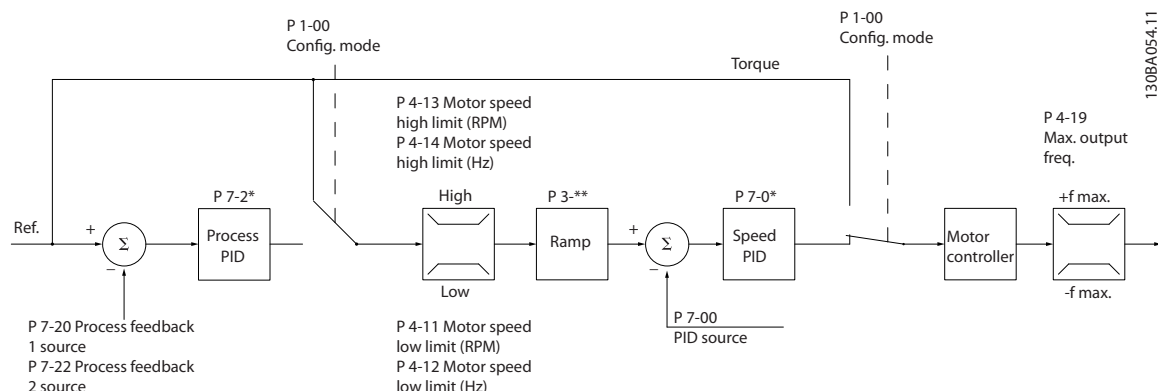 P 1-00
Config. mode
P 1-00
Config. mode
130BA054.11
Torque
P 4-13 Motor speed
high limit (RPM)
P 4-14 Motor speed
high limit (Hz)
P 4-19
Max. output
freq.
P 7-2*
High
P 3-**
P 7-0*
+f max.
Ref.
+
Σ
−
Process
PID
Ramp
+
Σ
−
Speed
PID
Motor
controller
Low
-f max.
P 7-20 Process feedback
1 source
P 7-22 Process feedback
2 source
P 4-11 Motor speed
low limit (RPM)
P 4-12 Motor speed
low limit (Hz)
P 7-00
PID source